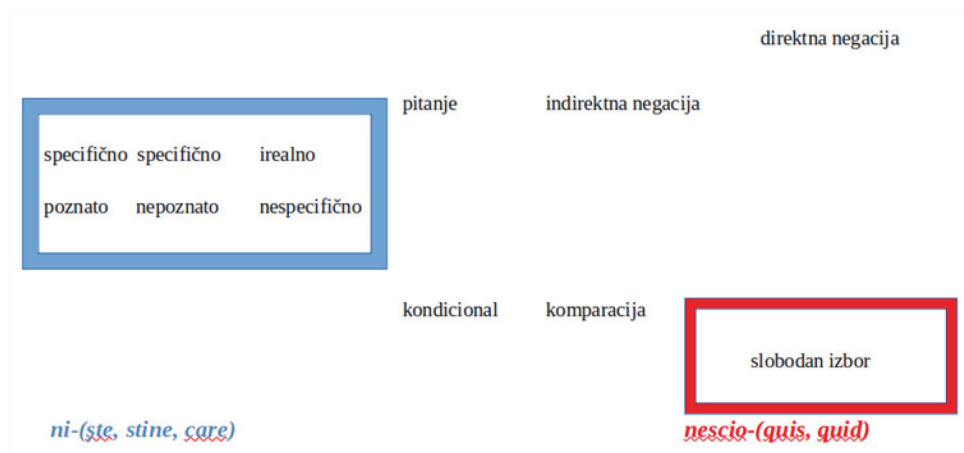 direktna negacija
pitanje indirektna negacija
specifično specifično irealno
poznato nepoznato nespecifično
kondicional komparacija
slobodan izbor
ni-(ște, stine, care) nescio-(quis, quid)